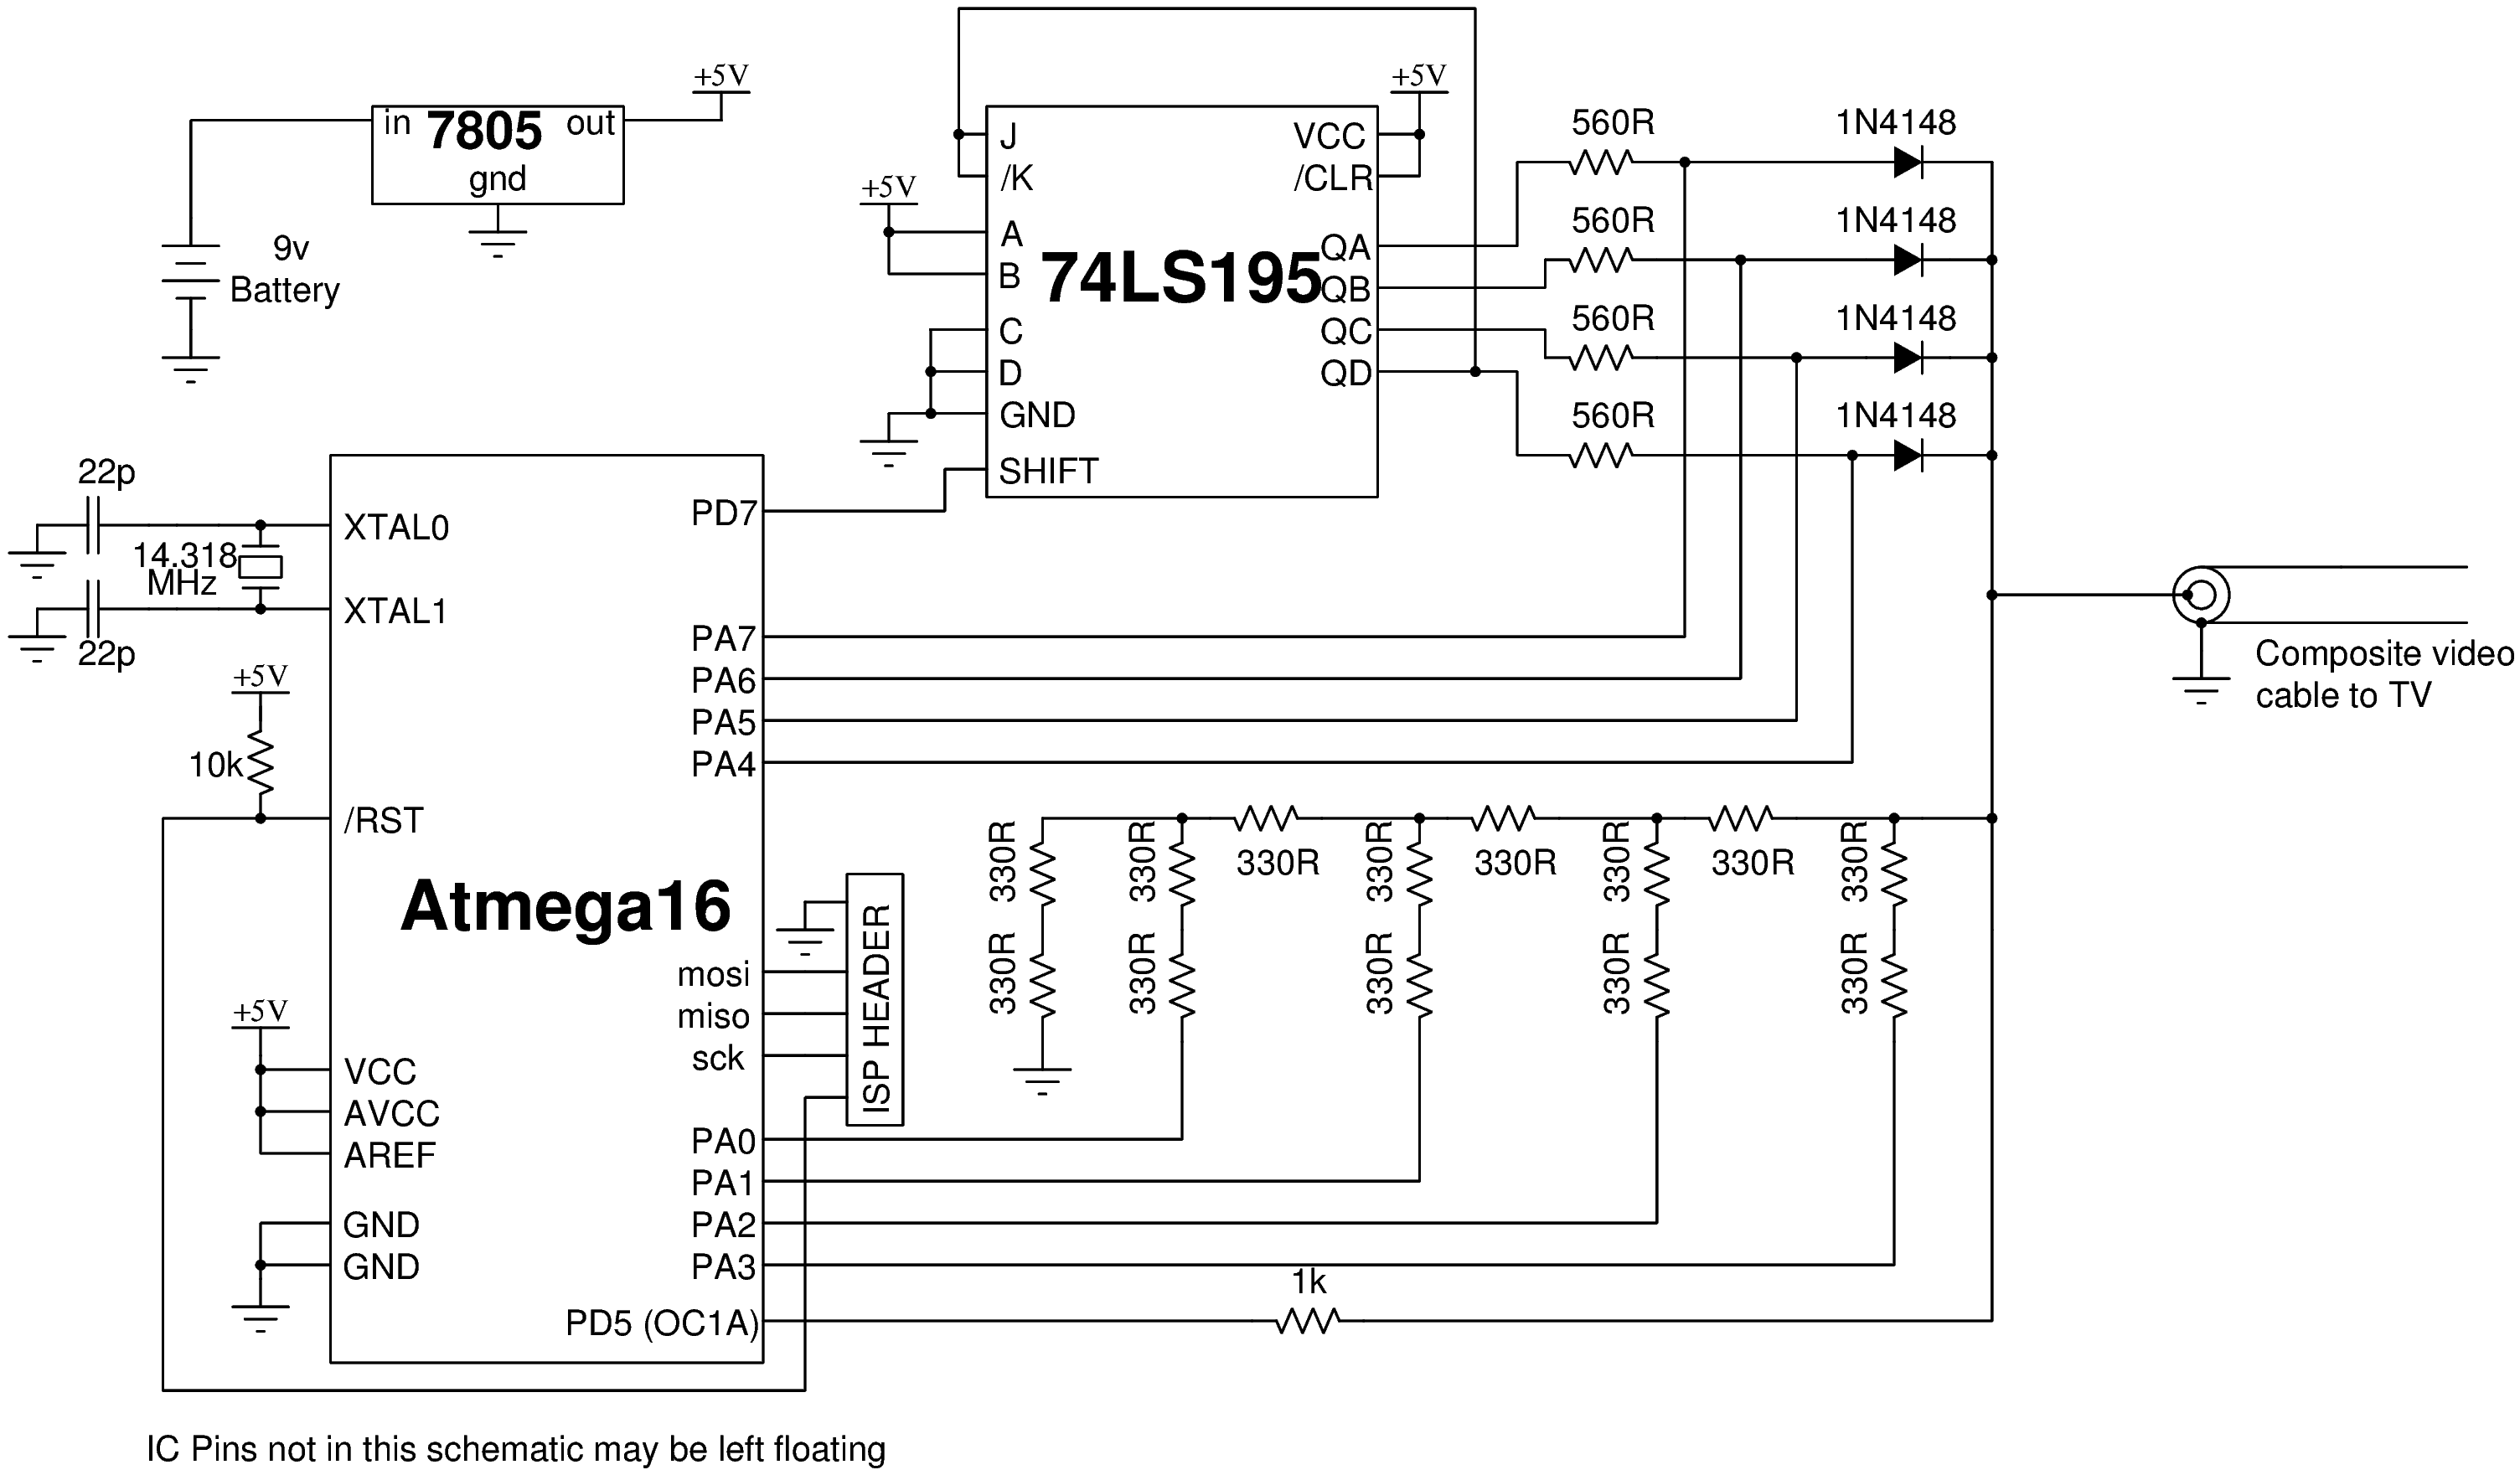 +5V
in 7805 out
gnd
9v
Battery
+5V
J
/K
A
B
C
D
GND
SHIFT
74LS195
+5V
VCC
/CLR
QA
QB
QC
QD
560R
1N4148
560R
1N4148
560R
1N4148
560R
1N4148
22p
14.318
MHz
22p
XTAL0
XTAL1
+5V
10k
/RST
Atmega16
+5V
VCC
AVCC
AREF
GND
GND
PD7
PA7
PA6
PA5
PA4
mosi
miso
sck
PA0
PA1
PA2
PA3
PD5 (OC1A)
ISP HEADER
330R
330R
330R
330R
330R
330R
330R
330R
330R
330R
330R
330R
330R
1k
Composite video
cable to TV
IC Pins not in this schematic may be left floating